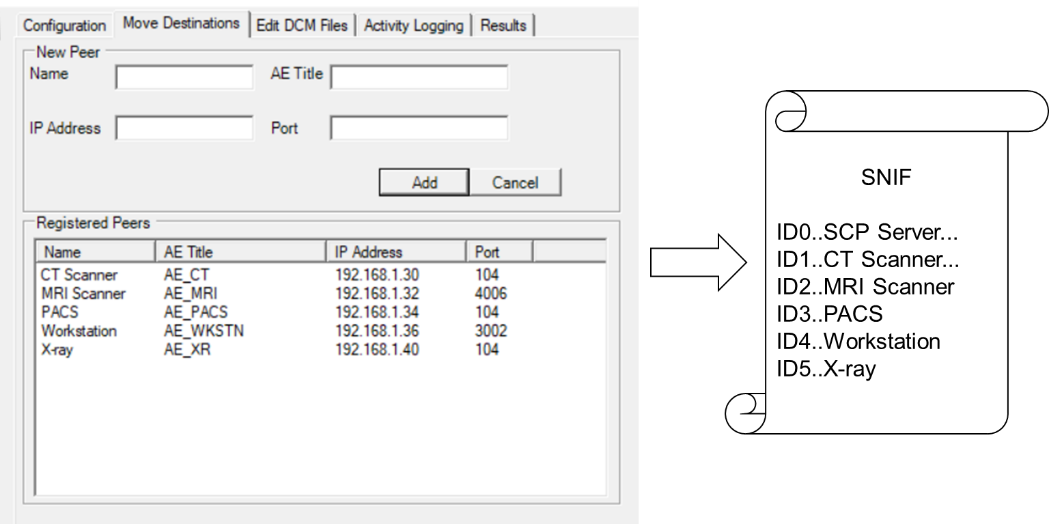 Configuration Move Destinations Edit DCM Files Activity Logging Results
New Peer
Name AE Title
IP Address Port
Add Cancel
Registered Peers
Name AE Title IP Address Port
CT Scanner AE_CT 192.168.1.30 104
MRI Scanner AE_MRI 192.168.1.32 4006
PACS AE_PACS 192.168.1.34 104
Workstation AE_WKSTN 192.168.1.36 3002
X-ray AE_XR 192.168.1.40 104
SNIF
ID0..SCP Server...
ID1..CT Scanner...
ID2..MRI Scanner
ID3..PACS
ID4..Workstation
ID5..X-ray